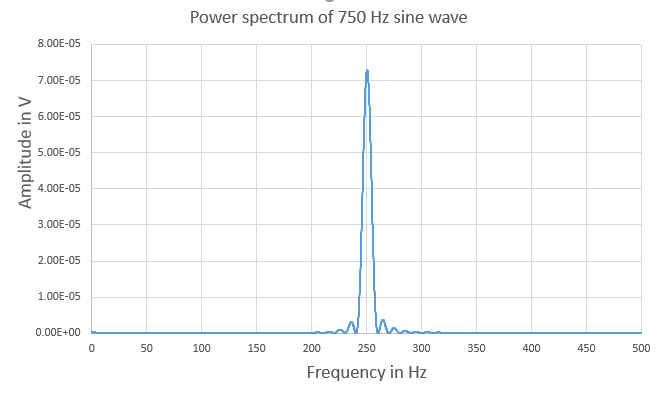 Power spectrum of 750 Hz sine wave
8.00E-05
7.00E-05
6.00E-05
5.00E-05
4.00E-05
3.00E-05
2.00E-05
1.00E-05
0.00E+00
Amplitude in V
0 50 100 150 200 250 300 350 400 450 500
Frequency in Hz